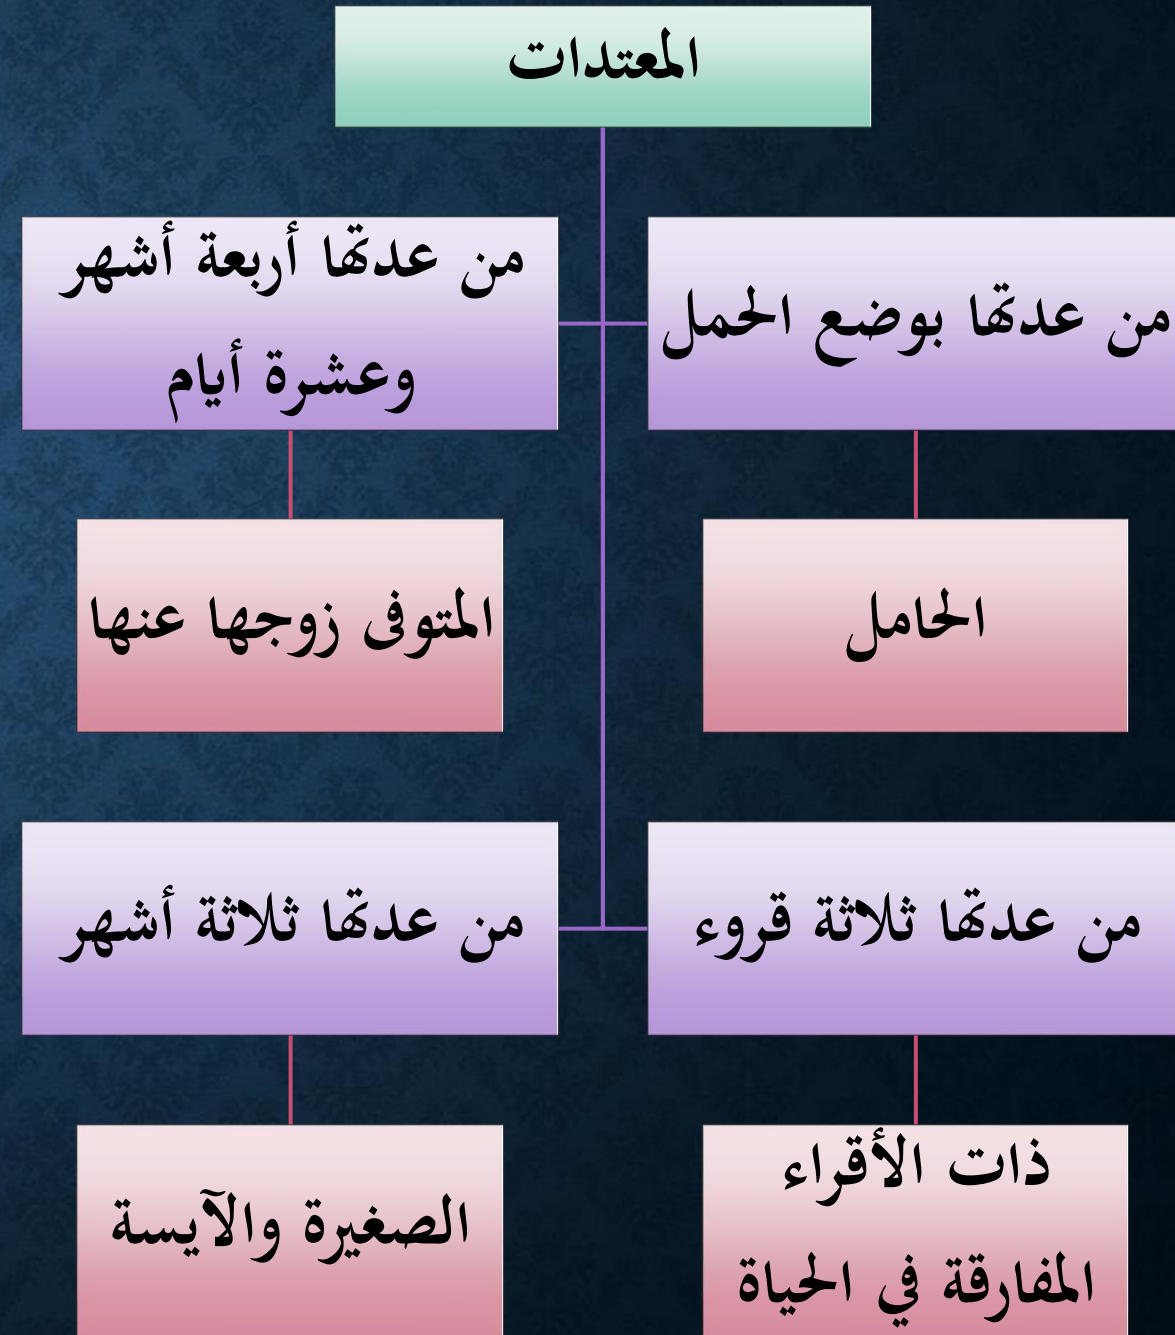 المعتدات
من عدتها بوضع الحمل
الحامل
من عدتها أربعة أشهر
وعشرة أيام
المتوفى زوجها عنها
من عدتها ثلاثة قروء
ذات الأقراء
المفارقة في الحياة
من عدتها ثلاثة أشهر
الصغيرة والآيسة